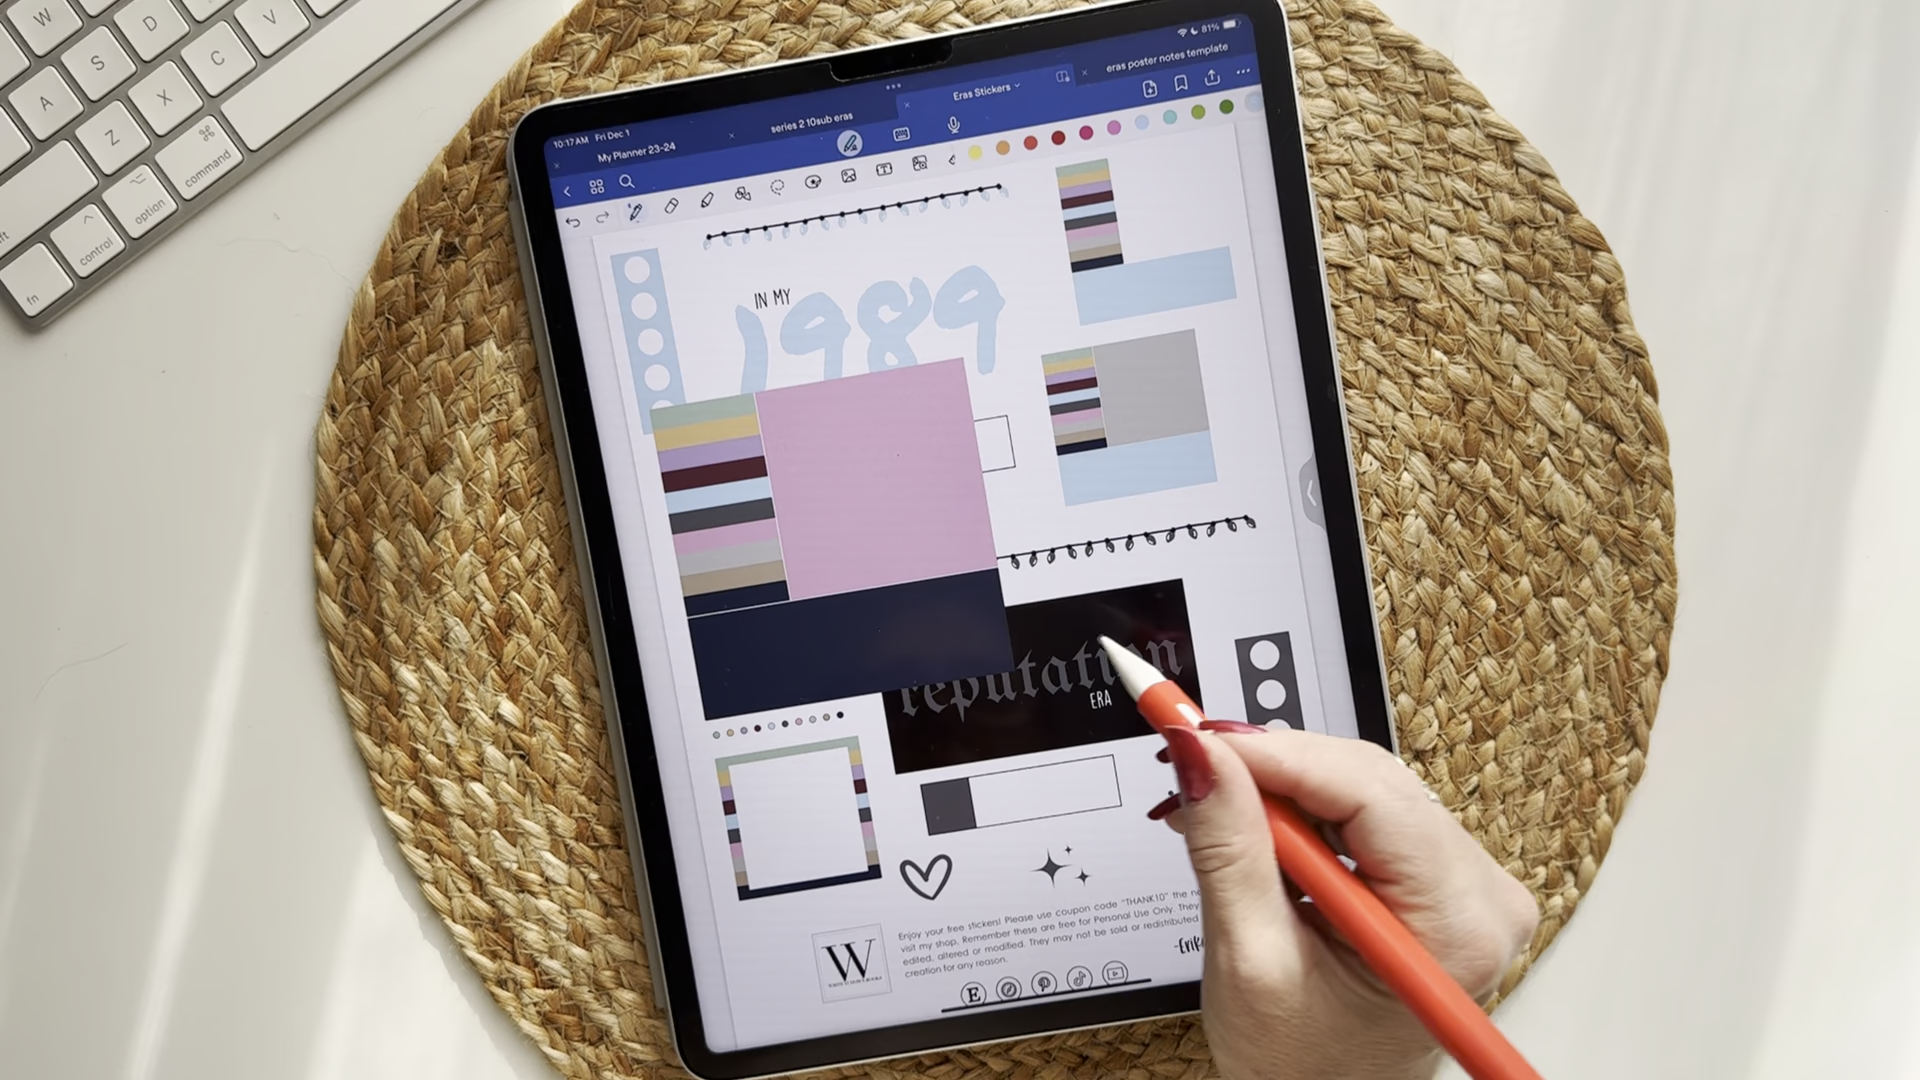 W
S
D
V
A
X
C
Z
⌘
command
option
control
fn
10:17 AM Fri Dec 1
81%
My Planner 23-24
series 2 10sub eras
Eras Stickers
eras poster notes template
IN MY
1989
reputation
ERA
Enjoy your free stickers! Please use coupon code "THANK10" the
visit my shop. Remember these are free for Personal Use Only. They
edited, altered or modified. They may not be sold or redistributed
creation for any reason.
W
E